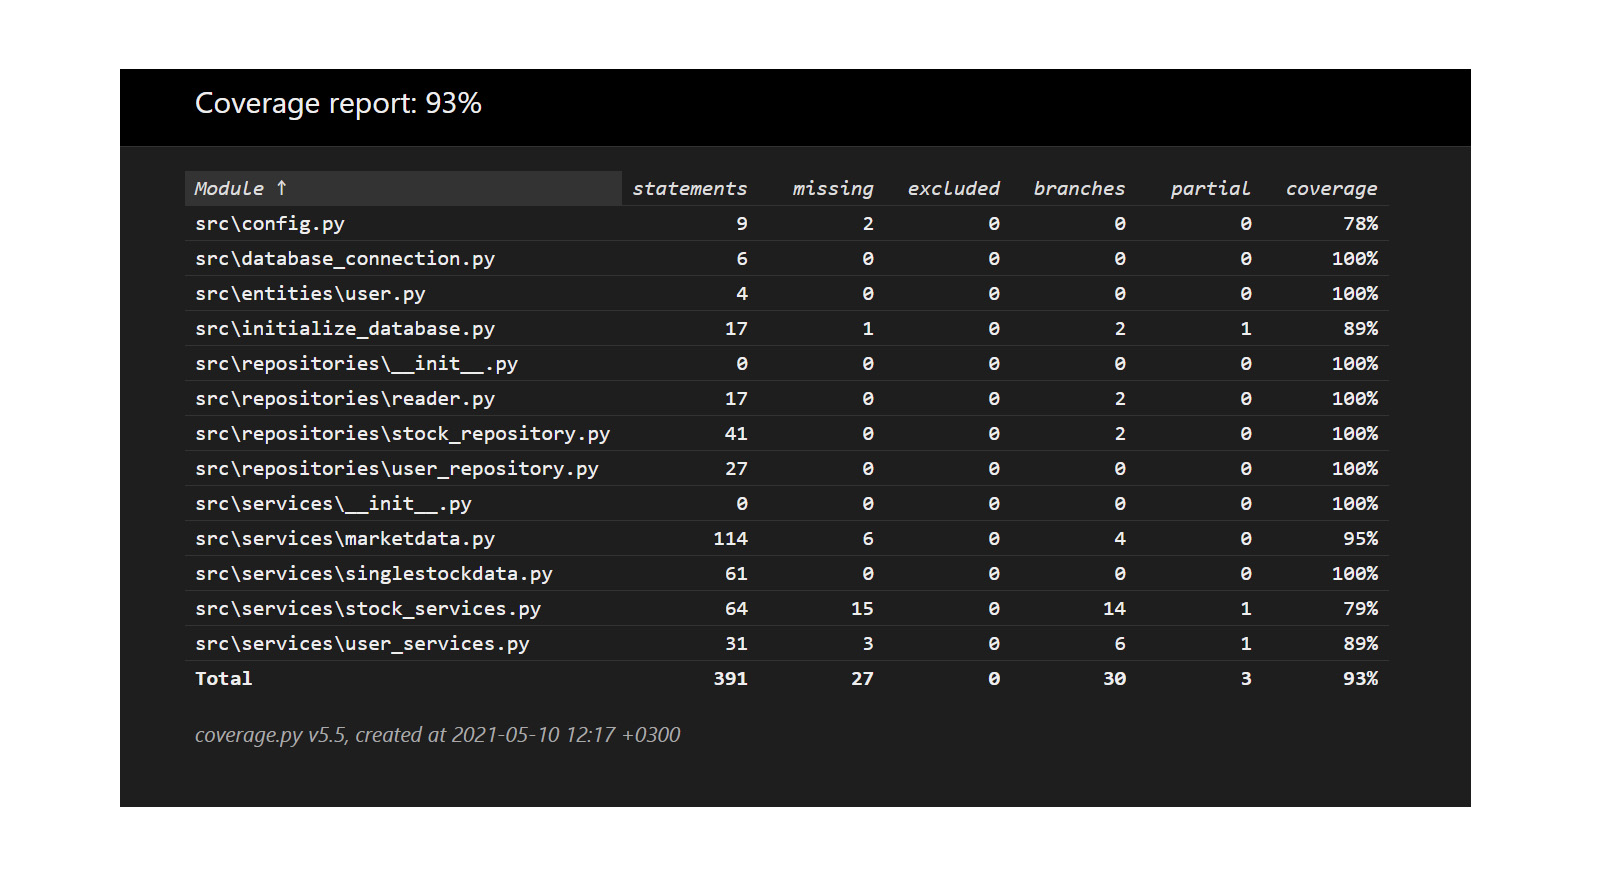 Coverage report: 93%
Module ↑ statements missing excluded branches partial coverage
src\config.py 9 2 0 0 0 78%
src\database_connection.py 6 0 0 0 0 100%
src\entities\user.py 4 0 0 0 0 100%
src\initialize_database.py 17 1 0 2 1 89%
src\repositories\__init__.py 0 0 0 0 0 100%
src\repositories\reader.py 17 0 0 2 0 100%
src\repositories\stock_repository.py 41 0 0 2 0 100%
src\repositories\user_repository.py 27 0 0 0 0 100%
src\services\__init__.py 0 0 0 0 0 100%
src\services\marketdata.py 114 6 0 4 0 95%
src\services\singlestockdata.py 61 0 0 0 0 100%
src\services\stock_services.py 64 15 0 14 1 79%
src\services\user_services.py 31 3 0 6 1 89%
Total 391 27 0 30 3 93%
coverage.py v5.5, created at 2021-05-10 12:17 +0300